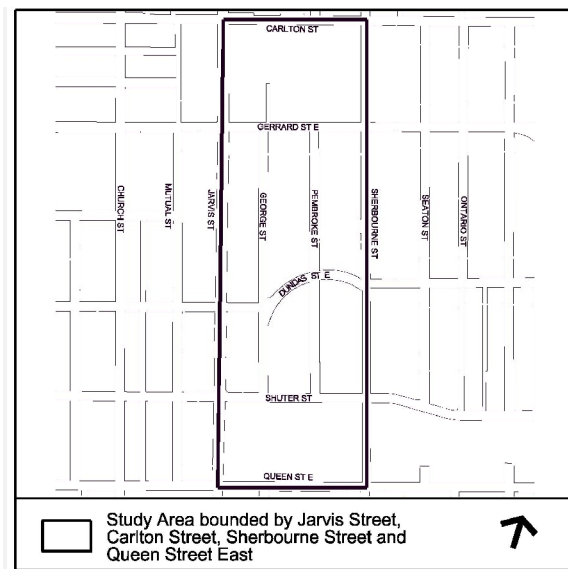 CARLTON ST
GERRARD ST E
CHURCH ST
MUTUAL ST
JARVIS ST
GEORGE ST
PEMBROKE ST
SHERBOURNE ST
SEATON ST
ONTARIO ST
DUNDAS ST E
SHUTER ST
QUEEN ST E
Study Area bounded by Jarvis Street,
Carlton Street, Sherbourne Street and
Queen Street East